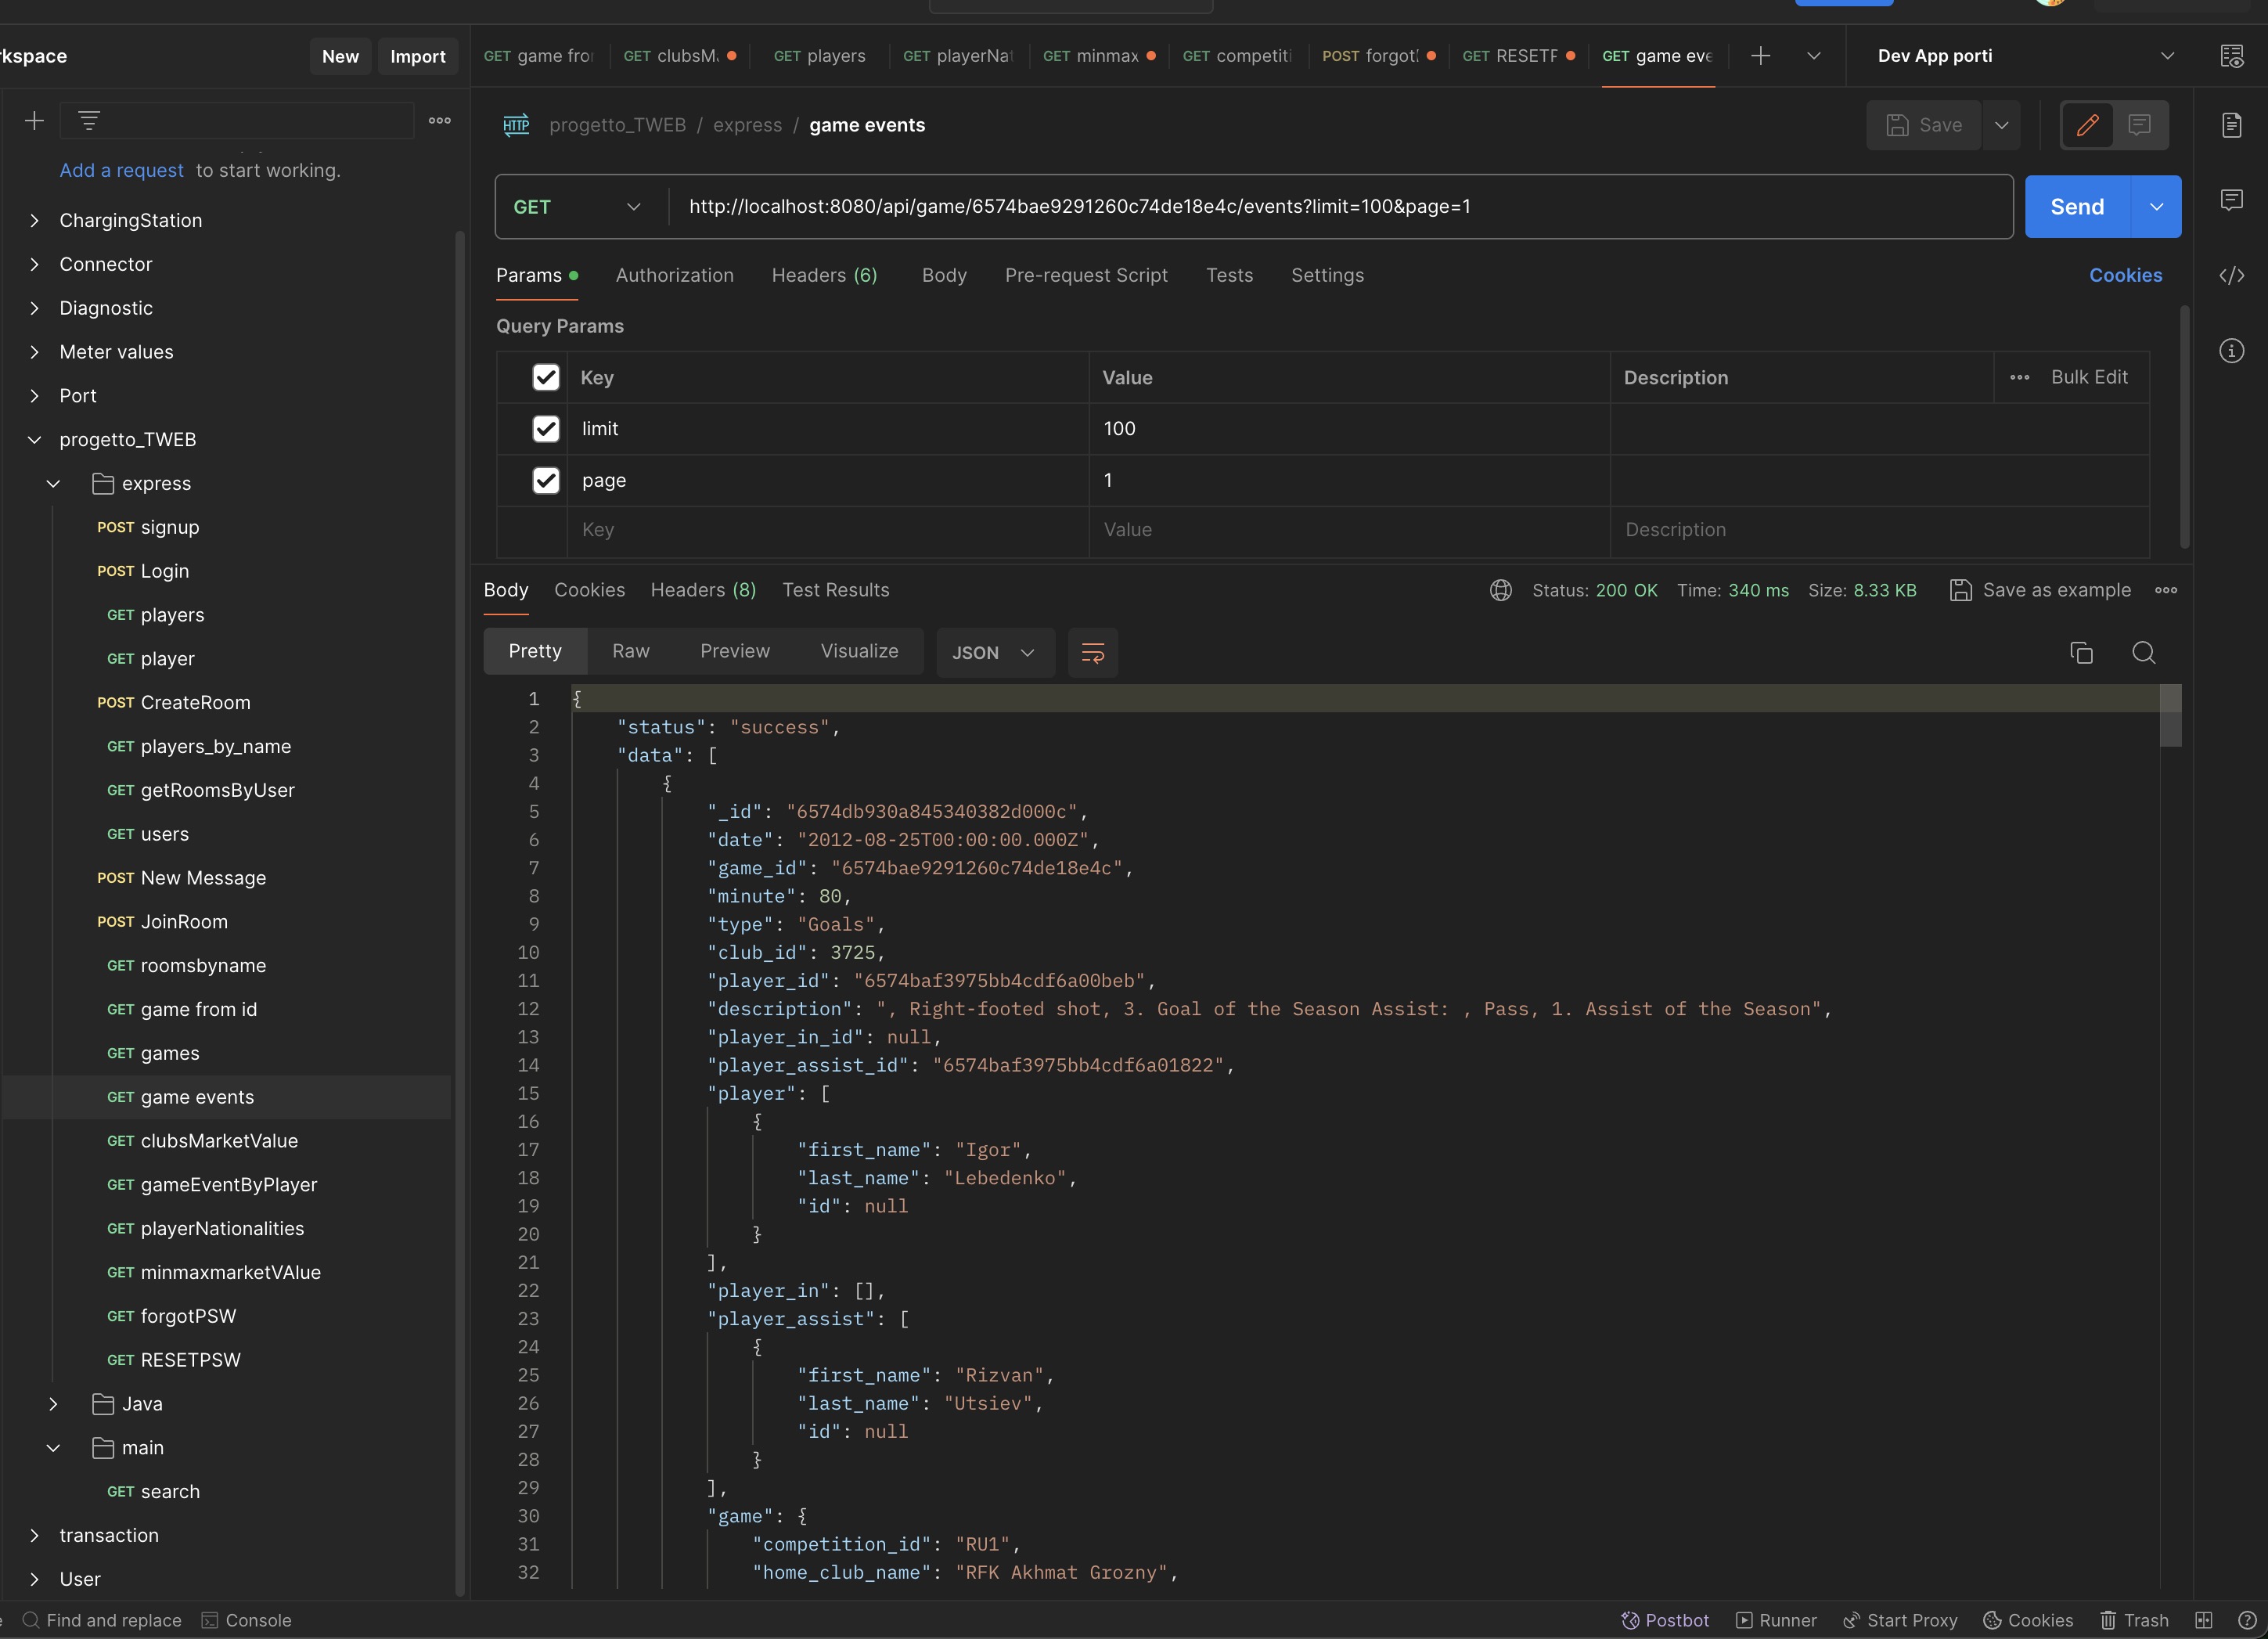 kspace
New
Import
GET game fro
GET clubsM
GET players
GET playerNat
GET minmax
GET competiti
POST forgotl
GET RESETP
GET game eve
Dev App porti
Add a request to start working.
ChargingStation
Connector
Diagnostic
Meter values
Port
progetto_TWEB
express
POST signup
POST Login
GET players
GET player
POST CreateRoom
GET players_by_name
GET getRoomsByUser
GET users
POST New Message
POST JoinRoom
GET roomsbyname
GET game from id
GET games
GET game events
GET clubsMarketValue
GET gameEventByPlayer
GET playerNationalities
GET minmaxmarketVAlue
GET forgotPSW
GET RESETPSW
Java
main
GET search
transaction
User
HTTP progetto_TWEB / express / game events
Save
GET http://localhost:8080/api/game/6574bae9291260c74de18e4c/events?limit=100&page=1
Send
Params Authorization Headers (6) Body Pre-request Script Tests Settings Cookies
Query Params
Key Value Description Bulk Edit
limit 100
page 1
Key Value Description
Body Cookies Headers (8) Test Results Status: 200 OK Time: 340 ms Size: 8.33 KB Save as example
Pretty Raw Preview Visualize JSON
1 {
2 "status": "success",
3 "data": [
4 {
5 "_id": "6574db930a845340382d000c",
6 "date": "2012-08-25T00:00:00.000Z",
7 "game_id": "6574bae9291260c74de18e4c",
8 "minute": 80,
9 "type": "Goals",
10 "club_id": 3725,
11 "player_id": "6574baf3975bb4cdf6a00beb",
12 "description": ", Right-footed shot, 3. Goal of the Season Assist: , Pass, 1. Assist of the Season",
13 "player_in_id": null,
14 "player_assist_id": "6574baf3975bb4cdf6a01822",
15 "player": [
16 {
17 "first_name": "Igor",
18 "last_name": "Lebedenko",
19 "id": null
20 }
21 ],
22 "player_in": [],
23 "player_assist": [
24 {
25 "first_name": "Rizvan",
26 "last_name": "Utsiev",
27 "id": null
28 }
29 ],
30 "game": {
31 "competition_id": "RU1",
32 "home_club_name": "RFK Akhmat Grozny",
Find and replace Console Postbot Runner Start Proxy Cookies Trash